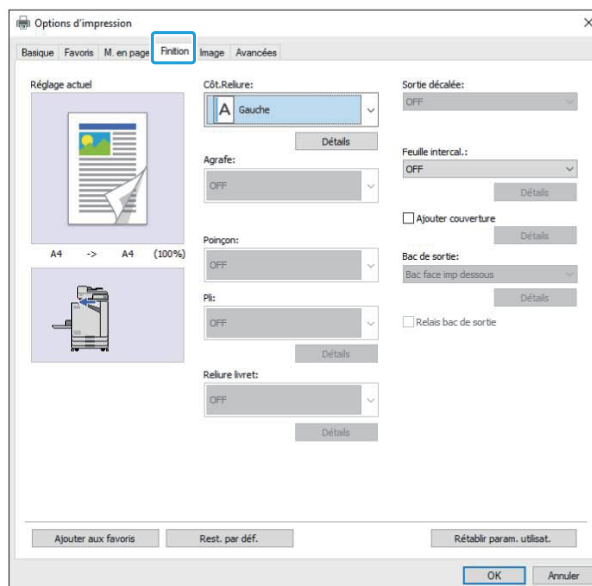 Options d'impression
Basique Favoris M. en page Finition Image Avancées
Réglage actuel
A4 -> A4 (100%)
Côt.Reliure:
A Gauche
Détails
Agrafe:
OFF
Poinçon:
OFF
Pli:
OFF
Détails
Reliure livret:
OFF
Détails
Sortie décalée:
OFF
Feuille intercal.:
OFF
Détails
Ajouter couverture
Détails
Bac de sortie:
Bac face imp dessous
Détails
Relais bac de sortie
Ajouter aux favoris Rest. par déf. Rétablir param. utilisat.
OK Annuler